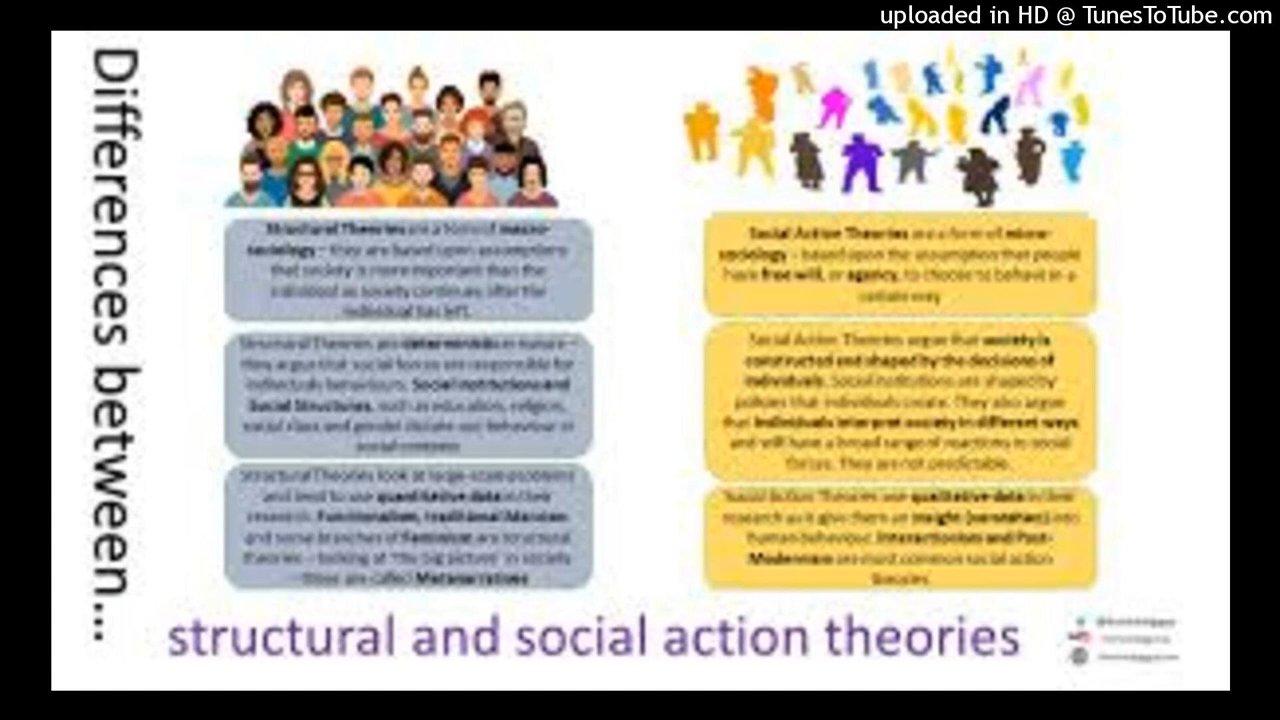 uploaded in HD @ TunesToTube.com
Differences between...
Structural Theories are a form of macro-
sociology – they are based upon assumptions
that society is more important than the
individual as society continues after the
individual has left.
Structural Theories are deterministic in nature –
they argue that social forces are responsible for
individuals behaviours. Social Institutions and
Social Structures, such as education, religion,
social class and gender dictate our behaviour in
social contexts
Structural Theories look at large-scale problems
and tend to use quantitative data in their
research. Functionalism, traditional Marxism
and some branches of Feminism are structural
theories – looking at 'the big picture' in society
these are called Metanarratives
Social Action Theories are a form of micro-
sociology – based upon the assumption that people
have free will, or agency, to choose to behave in a
certain way
Social Action Theories argue that society is
constructed and shaped by the decisions of
individuals. Social institutions are shaped by
policies that individuals create. They also argue
that individuals interpret society in different ways
and will have a broad range of reactions to social
forces. They are not predictable.
Social Action Theories use qualitative data in their
research as it give them an insight (verstehen) into
human behaviour. Interactionism and Post-
Modernism are most common social action
theories
structural and social action theories